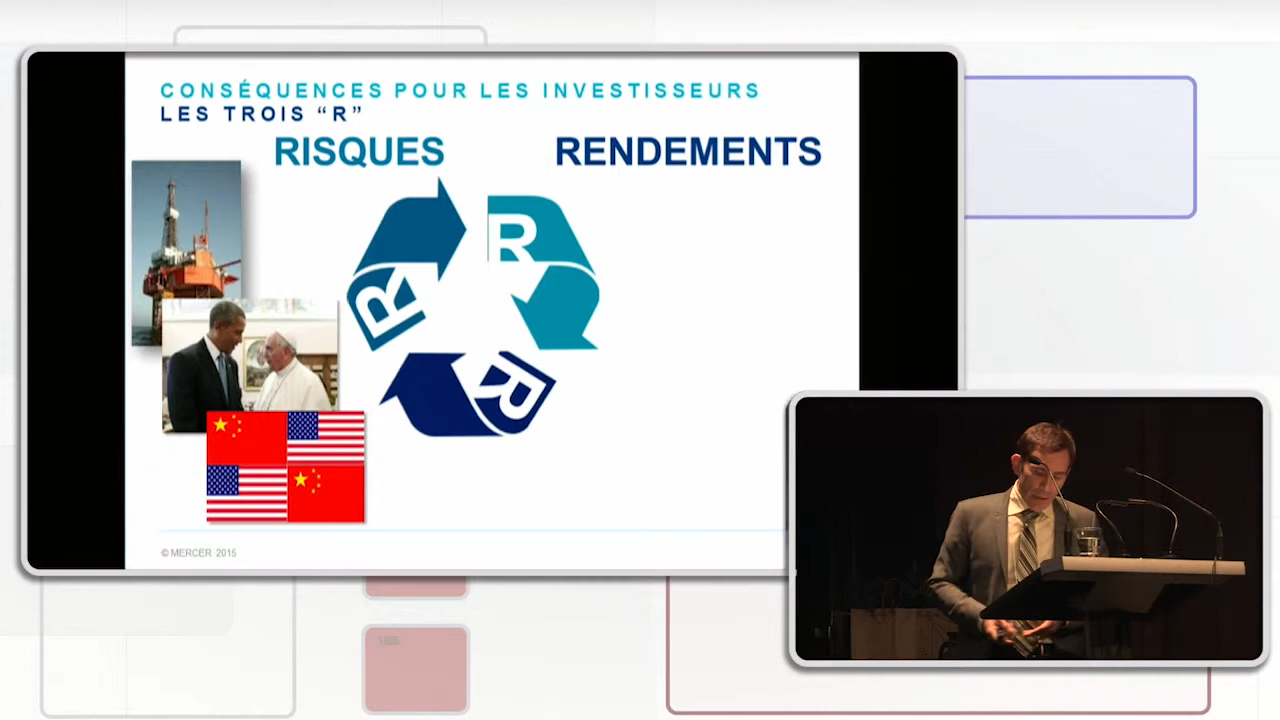 CONSÉQUENCES POUR LES INVESTISSEURS
LES TROIS “R”
RISQUES
RENDEMENTS
R
R
R
© MERCER 2015